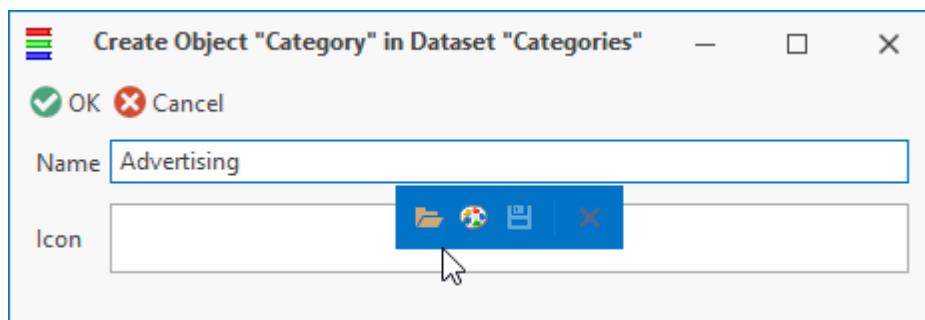 Create Object "Category" in Dataset "Categories"
OK Cancel
Name Advertising
Icon